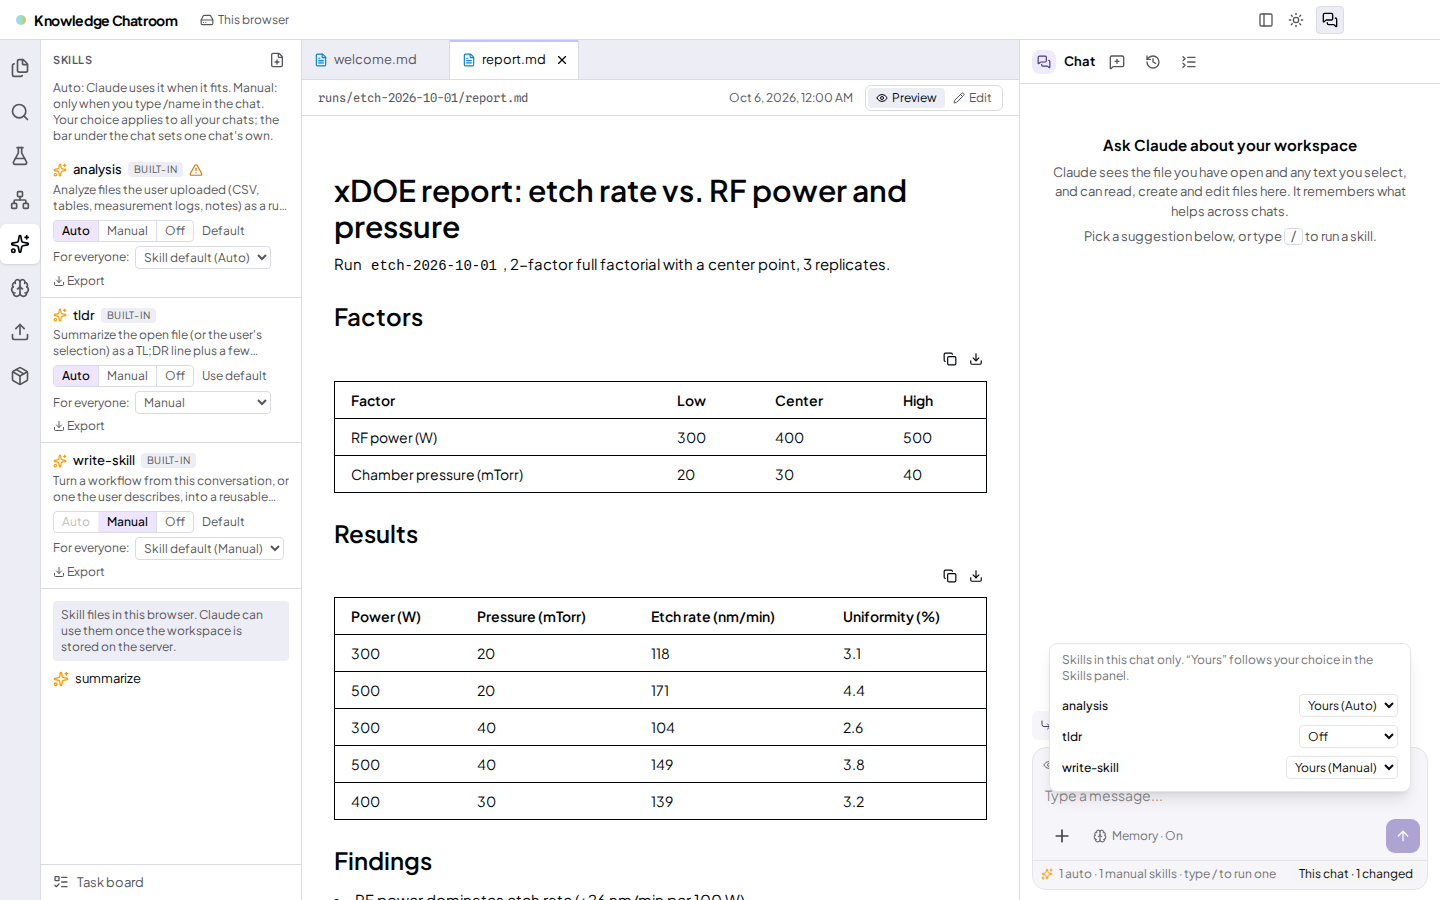 Knowledge Chatroom
This browser
SKILLS
Auto: Claude uses it when it fits. Manual:
only when you type /name in the chat.
Your choice applies to all your chats; the
bar under the chat sets one chat's own.
analysis BUILT-IN
Analyze files the user uploaded (CSV,
tables, measurement logs, notes) as a ru…
Auto Manual Off Default
For everyone: Skill default (Auto)
Export
tldr BUILT-IN
Summarize the open file (or the user's
selection) as a TL;DR line plus a few…
Auto Manual Off Use default
For everyone: Manual
Export
write-skill BUILT-IN
Turn a workflow from this conversation, or
one the user describes, into a reusable…
Auto Manual Off Default
For everyone: Skill default (Manual)
Export
Skill files in this browser. Claude can
use them once the workspace is
stored on the server.
summarize
Task board
welcome.md
report.md
runs/etch-2026-10-01/report.md
Oct 6, 2026, 12:00 AM
Preview
Edit
xDOE report: etch rate vs. RF power and
pressure
Run etch-2026-10-01 , 2-factor full factorial with a center point, 3 replicates.
Factors
Factor Low Center High
RF power (W) 300 400 500
Chamber pressure (mTorr) 20 30 40
Results
Power (W) Pressure (mTorr) Etch rate (nm/min) Uniformity (%)
300 20 118 3.1
500 20 171 4.4
300 40 104 2.6
500 40 149 3.8
400 30 139 3.2
Findings
RF power dominates etch rate (+26 nm/min per 100 W)
Chat
Ask Claude about your workspace
Claude sees the file you have open and any text you select,
and can read, create and edit files here. It remembers what
helps across chats.
Pick a suggestion below, or type / to run a skill.
Skills in this chat only. “Yours” follows your choice in the
Skills panel.
analysis Yours (Auto)
tldr Off
write-skill Yours (Manual)
Type a message...
Memory · On
1 auto · 1 manual skills · type / to run one
This chat · 1 changed